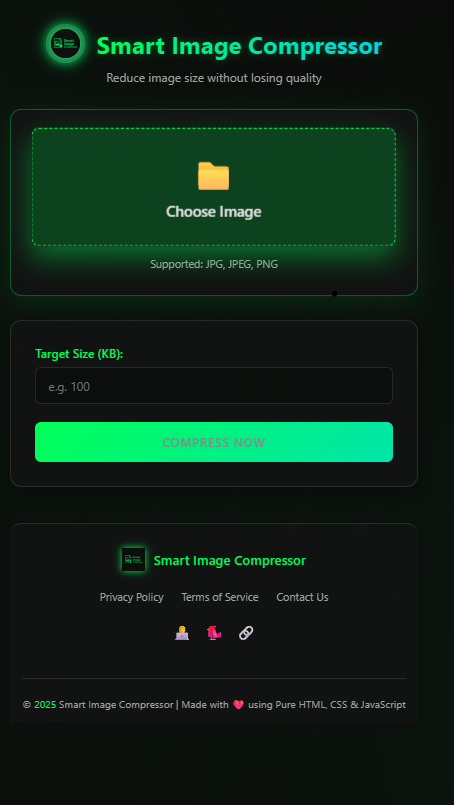 Smart Image Compressor
Reduce image size without losing quality
Choose Image
Supported: JPG, JPEG, PNG
Target Size (KB):
e.g. 100
COMPRESS NOW
Smart Image Compressor
Privacy Policy Terms of Service Contact Us
© 2025 Smart Image Compressor | Made with ❤️ using Pure HTML, CSS & JavaScript